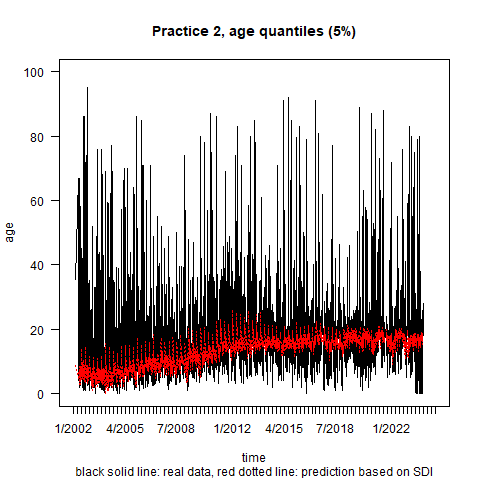 Practice 2, age quantiles (5%)
100
80
60
40
20
0
age
1/2002 4/2005 7/2008 1/2012 4/2015 7/2018 1/2022
time
black solid line: real data, red dotted line: prediction based on SDI